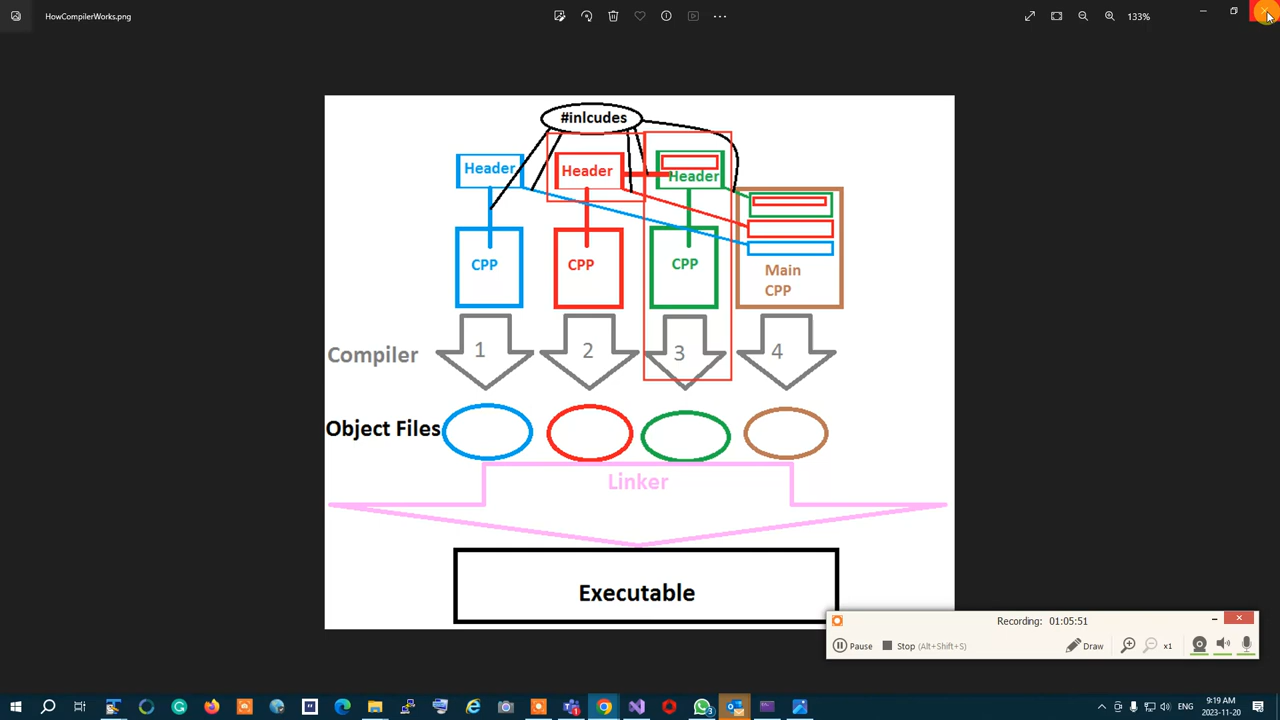 HowCompilerWorks.png
133%
#inlcudes
Header
Header
Header
CPP
CPP
CPP
Main
CPP
Compiler
1
2
3
4
Object Files
Linker
Executable
Recording: 01:05:51
Pause
Stop (Alt+Shift+S)
Draw
x1
ENG
9:19 AM
2023-11-20